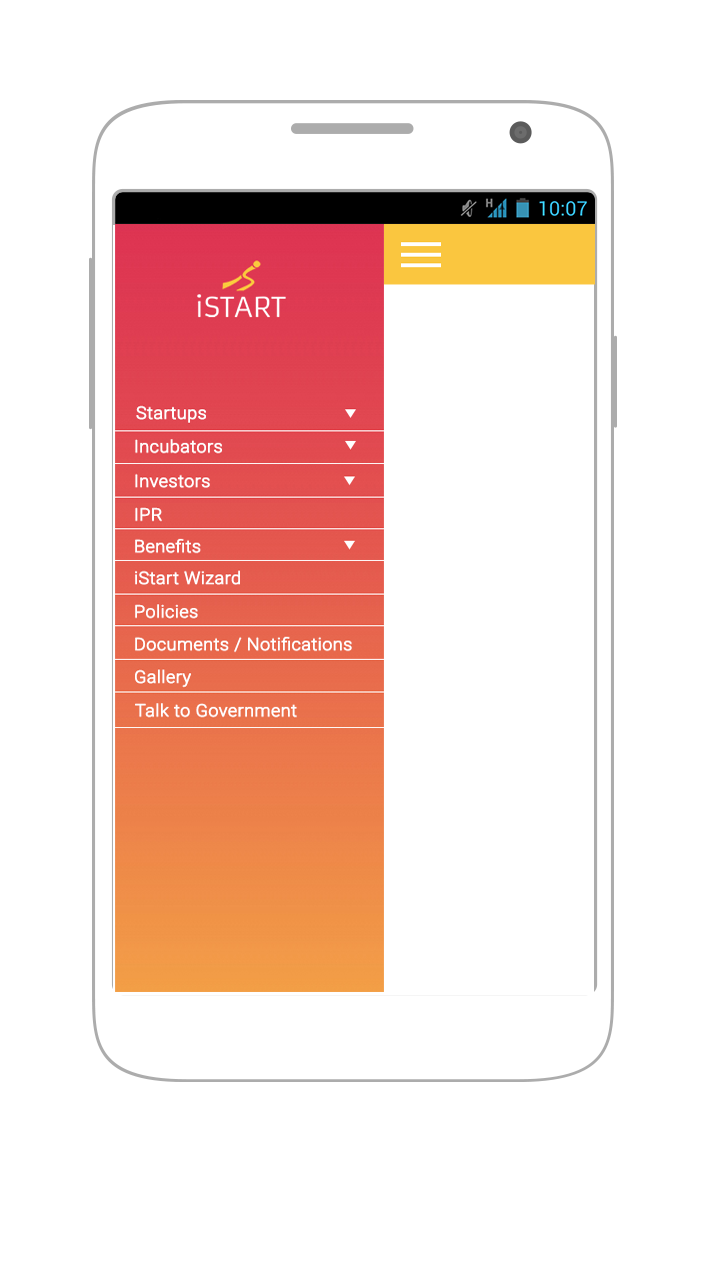 H 10:07
iSTART
Startups
Incubators
Investors
IPR
Benefits
iStart Wizard
Policies
Documents / Notifications
Gallery
Talk to Government